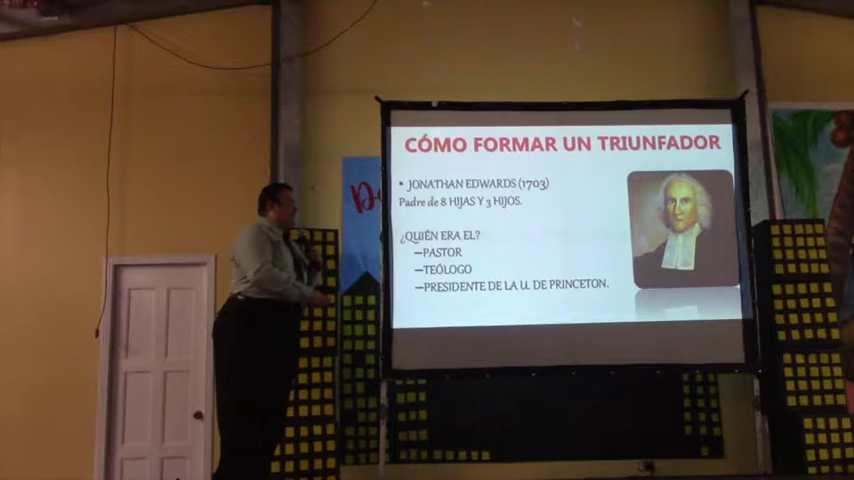 CÓMO FORMAR UN TRIUNFADOR
• JONATHAN EDWARDS (1703)
Padre de 8 HIJAS Y 3 HIJOS.
¿QUIÉN ERA EL?
–PASTOR
–TEÓLOGO
–PRESIDENTE DE LA U. DE PRINCETON.